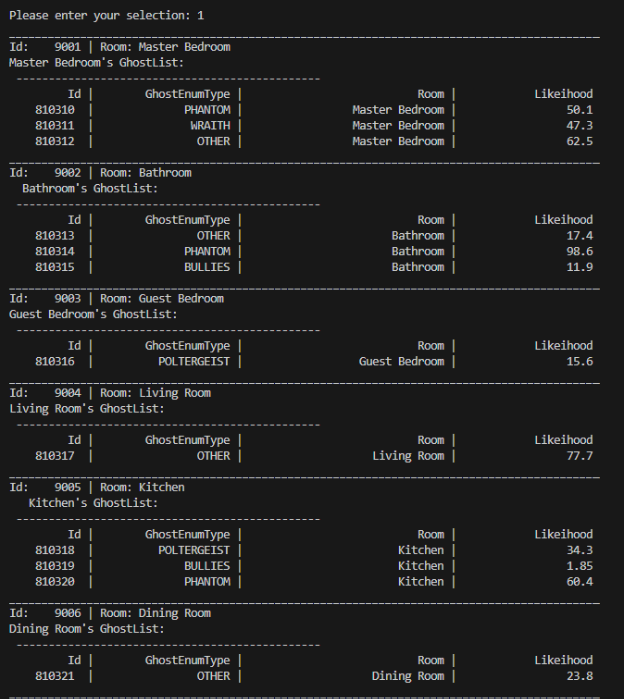 Please enter your selection: 1
Id: 9001 | Room: Master Bedroom
Master Bedroom's GhostList:
----------------------------------------------
Id | GhostEnumType | Room | Likeihood
810310 | PHANTOM | Master Bedroom | 50.1
810311 | WRAITH | Master Bedroom | 47.3
810312 | OTHER | Master Bedroom | 62.5
Id: 9002 | Room: Bathroom
Bathroom's GhostList:
----------------------------------------------
Id | GhostEnumType | Room | Likeihood
810313 | OTHER | Bathroom | 17.4
810314 | PHANTOM | Bathroom | 98.6
810315 | BULLIES | Bathroom | 11.9
Id: 9003 | Room: Guest Bedroom
Guest Bedroom's GhostList:
----------------------------------------------
Id | GhostEnumType | Room | Likeihood
810316 | POLTERGEIST | Guest Bedroom | 15.6
Id: 9004 | Room: Living Room
Living Room's GhostList:
----------------------------------------------
Id | GhostEnumType | Room | Likeihood
810317 | OTHER | Living Room | 77.7
Id: 9005 | Room: Kitchen
Kitchen's GhostList:
----------------------------------------------
Id | GhostEnumType | Room | Likeihood
810318 | POLTERGEIST | Kitchen | 34.3
810319 | BULLIES | Kitchen | 1.85
810320 | PHANTOM | Kitchen | 60.4
Id: 9006 | Room: Dining Room
Dining Room's GhostList:
----------------------------------------------
Id | GhostEnumType | Room | Likeihood
810321 | OTHER | Dining Room | 23.8